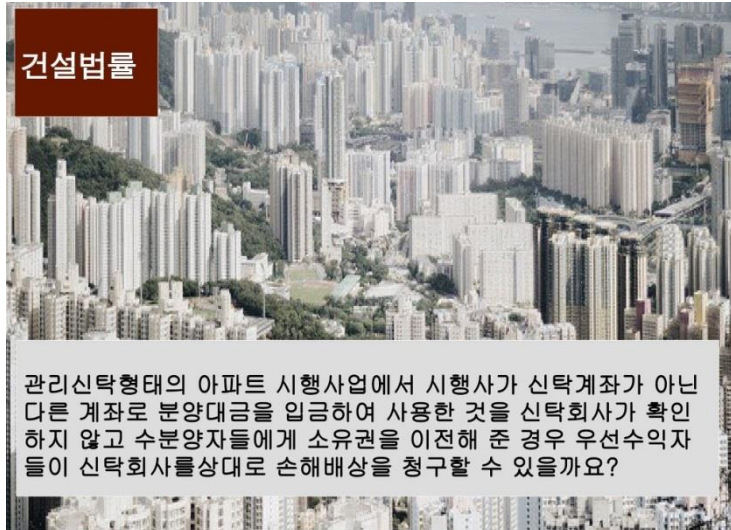 건설법률
관리신탁형태의 아파트 시행사업에서 시행사가 신탁계좌가 아닌
다른 계좌로 분양대금을 입금하여 사용한 것을 신탁회사가 확인
하지 않고 수분양자들에게 소유권을 이전해 준 경우 우선수익자
들이 신탁회사를상대로 손해배상을 청구할 수 있을까요?